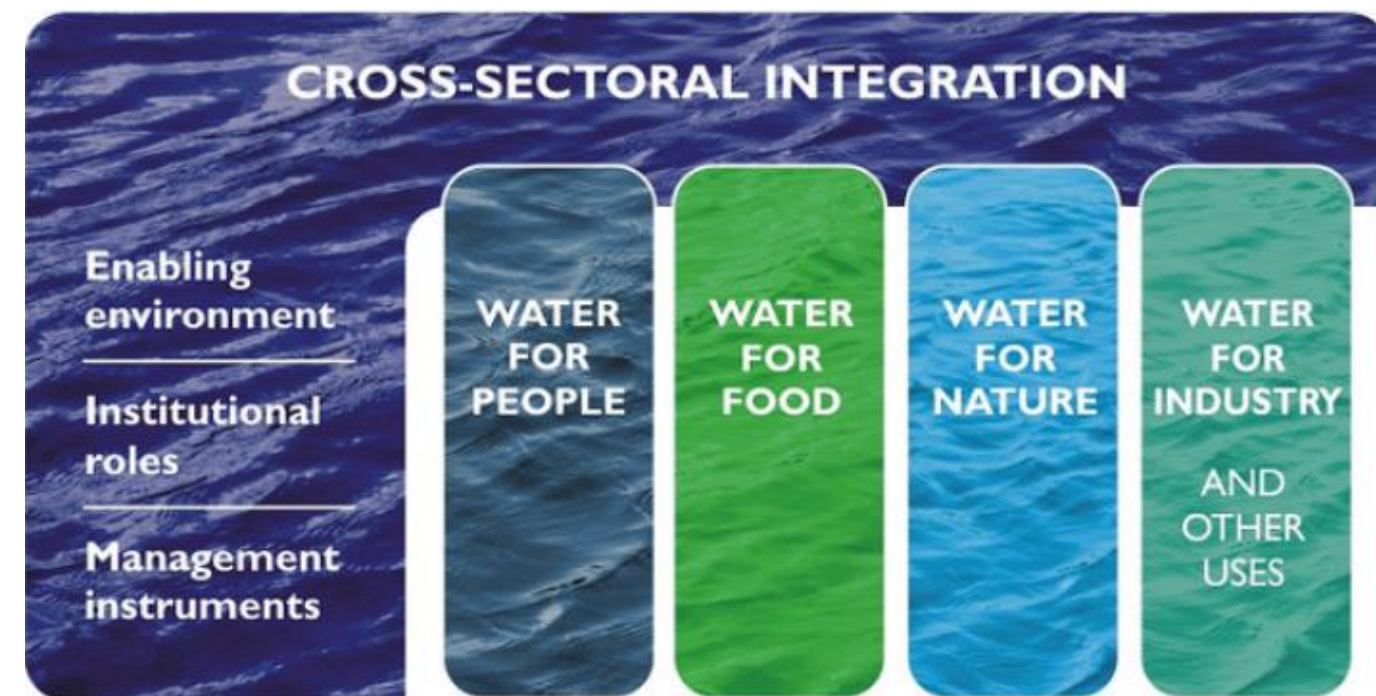 CROSS-SECTORAL INTEGRATION
Enabling
environment
Institutional
roles
Management
instruments
WATER
FOR
PEOPLE
WATER
FOR
FOOD
WATER
FOR
NATURE
WATER
FOR
INDUSTRY
AND
OTHER
USES